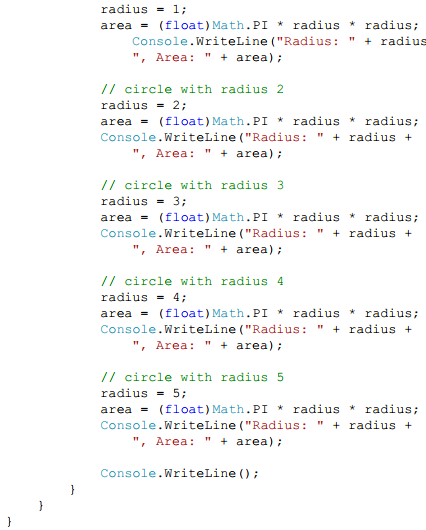 radius = 1;
area = (float)Math.PI * radius * radius;
Console.WriteLine("Radius: " + radius
", Area: " + area);
// circle with radius 2
radius = 2;
area = (float)Math.PI * radius * radius;
Console.WriteLine("Radius: " + radius +
", Area: " + area);
// circle with radius 3
radius = 3;
area = (float)Math.PI * radius * radius;
Console.WriteLine("Radius: " + radius +
", Area: " + area);
// circle with radius 4
radius = 4;
area = (float)Math.PI * radius * radius;
Console.WriteLine("Radius: " + radius +
", Area: " + area);
// circle with radius 5
radius = 5;
area = (float)Math.PI * radius * radius;
Console.WriteLine("Radius: " + radius +
", Area: " + area);
Console.WriteLine();
}
}
}